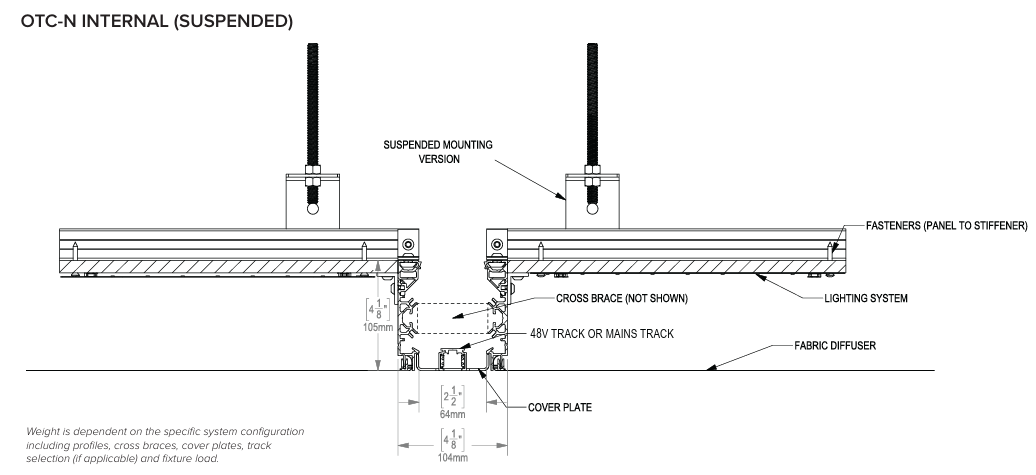 OTC-N INTERNAL (SUSPENDED)
SUSPENDED MOUNTING
VERSION
FASTENERS (PANEL TO STIFFENER)
CROSS BRACE (NOT SHOWN)
LIGHTING SYSTEM
[4 1/8"]
105mm
48V TRACK OR MAINS TRACK
FABRIC DIFFUSER
[2 1/2"]
64mm
COVER PLATE
[4 1/8"]
104mm
Weight is dependent on the specific system configuration
including profiles, cross braces, cover plates, track
selection (if applicable) and fixture load.